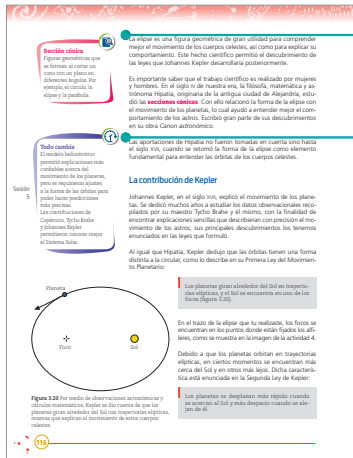 Sección cónica
Figuras geométricas que
se forman al cortar un
cono con un plano en
diferentes ángulos. Por
ejemplo, el círculo, la
elipse y la parábola.
Todo cambia
El modelo heliocéntrico
permitió explicaciones más
confiables acerca del
movimiento de los planetas,
pero se requirieron ajustes
a la forma de las órbitas para
poder hacer predicciones
más precisas.
Las contribuciones de
Copérnico, Tycho Brahe
y Johannes Kepler
permitieron conocer mejor
el Sistema Solar.
Sesión
5
La elipse es una figura geométrica de gran utilidad para comprender
mejor el movimiento de los cuerpos celestes, así como para explicar su
comportamiento. Este hecho científico permitió el descubrimiento de
las leyes que Johannes Kepler desarrollaría posteriormente.
Es importante saber que el trabajo científico es realizado por mujeres
y hombres. En el siglo IV de nuestra era, la filósofa, matemática y as-
trónoma Hipatia, originaria de la antigua ciudad de Alejandría, estu-
dió las secciones cónicas. Con ello relacionó la forma de la elipse con
el movimiento de los planetas, lo cual ayudó a entender mejor el com-
portamiento de los astros. Escribió gran parte de sus descubrimientos
en su obra Canon astronómico.
Las aportaciones de Hipatia no fueron tomadas en cuenta sino hasta
el siglo XVII, cuando se retomó la forma de la elipse como elemento
fundamental para entender las órbitas de los cuerpos celestes.
La contribución de Kepler
Johannes Kepler, en el siglo XVII, explicó el movimiento de los plane-
tas. Se dedicó muchos años a estudiar los datos observacionales reco-
pilados por su maestro Tycho Brahe y él mismo, con la finalidad de
encontrar explicaciones sencillas que describieran con precisión el mo-
vimiento de los astros; sus principales descubrimientos los tenemos
enunciados en las leyes que formuló.
Al igual que Hipatia, Kepler dedujo que las órbitas tienen una forma
distinta a la circular, como lo describe en su Primera Ley del Movimien-
to Planetario:
Los planetas giran alrededor del Sol en trayecto-
rias elípticas, y el Sol se encuentra en uno de los
focos (figura 3.20).
En el trazo de la elipse que tu realizaste, los focos se
encuentran en los puntos donde están fijados los alfi-
leres, como se muestra en la imagen de la actividad 4.
Debido a que los planetas orbitan en trayectorias
elípticas, en ciertos momentos se encuentran más
cerca del Sol y en otros más lejos. Dicha caracterís-
tica está enunciada en la Segunda Ley de Kepler:
Los planetas se desplazan más rápido cuando
se acercan al Sol y más despacio cuando se ale-
jan de él.
Planeta
Foco
Sol
Figura 3.20 Por medio de observaciones astronómicas y
cálculos matemáticos, Kepler se dio cuenta de que los
planetas giran alrededor del Sol con trayectorias elípticas,
mismas que explican el movimiento de estos cuerpos
celestes.
116